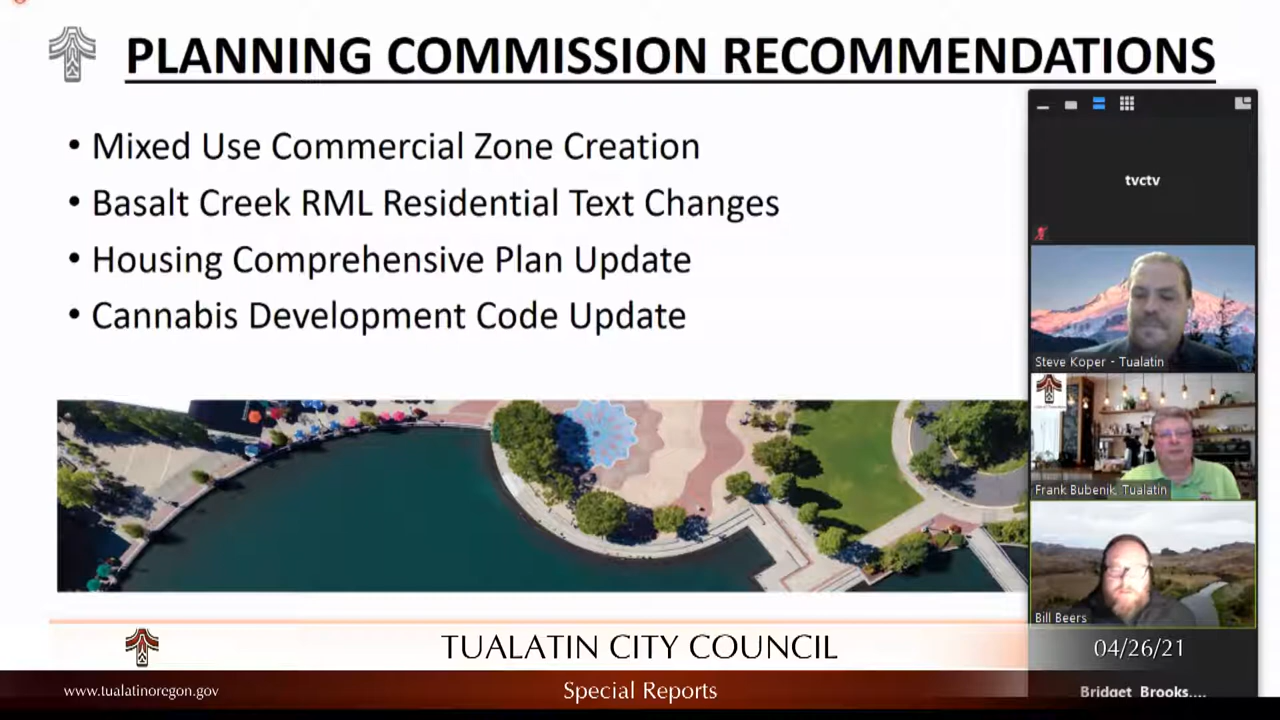 PLANNING COMMISSION RECOMMENDATIONS
• Mixed Use Commercial Zone Creation
• Basalt Creek RML Residential Text Changes
• Housing Comprehensive Plan Update
• Cannabis Development Code Update
tvctv
Steve Koper - Tualatin
Frank Bubenik, Tualatin
Bill Beers
TUALATIN CITY COUNCIL
04/26/21
www.tualatinoregon.gov
Special Reports
Bridget Brooks....